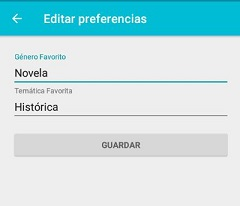 Editar preferencias
Género Favorito
Novela
Temática Favorita
Histórica
GUARDAR